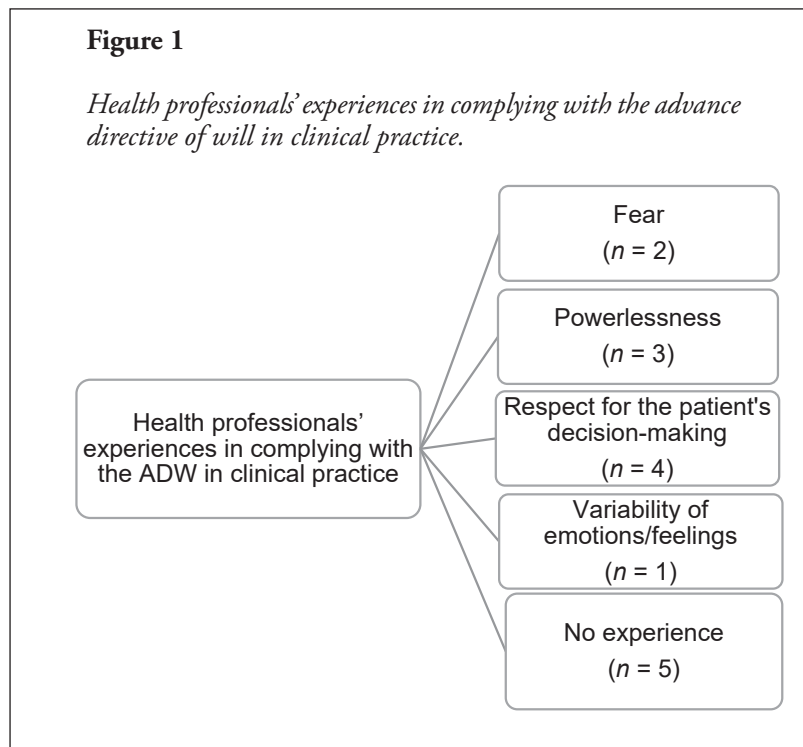 Figure 1
Health professionals’ experiences in complying with the advance
directive of will in clinical practice.
Health professionals’
experiences in complying with
the ADW in clinical practice
Fear
(n = 2)
Powerlessness
(n = 3)
Respect for the patient's
decision-making
(n = 4)
Variability of
emotions/feelings
(n = 1)
No experience
(n = 5)